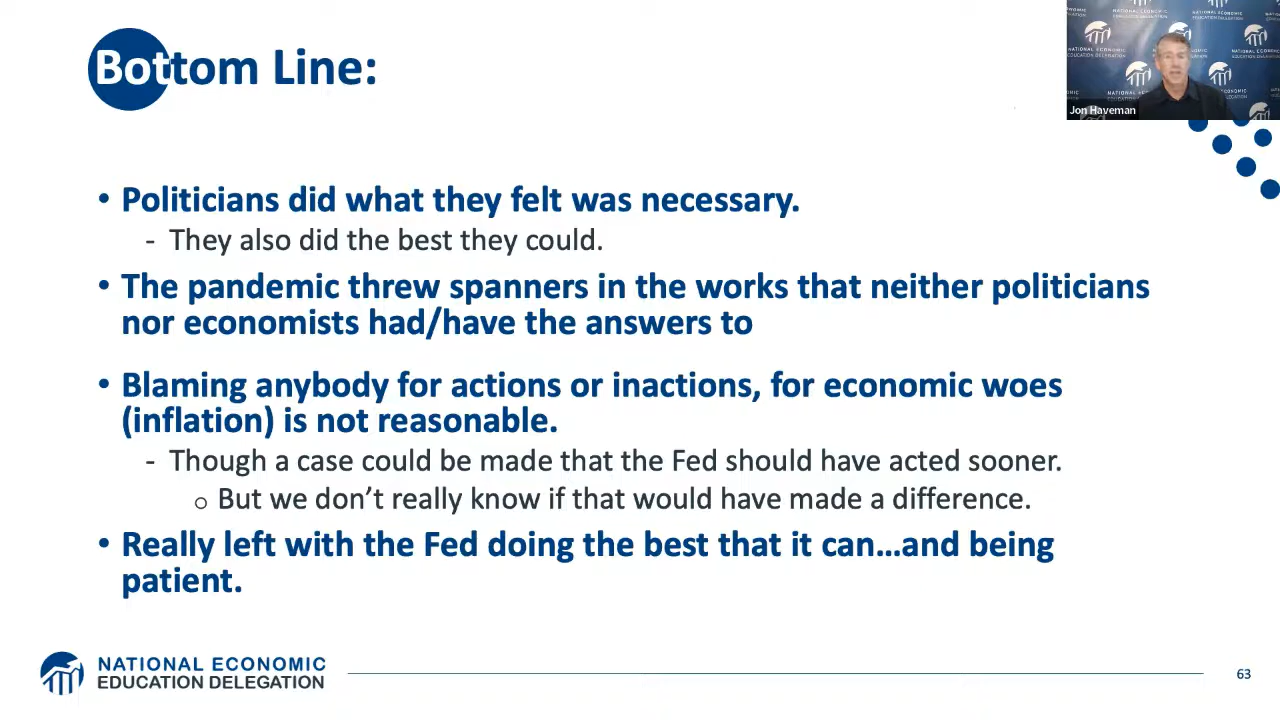 Bottom Line:
NATIONAL ECONOMIC
EDUCATION DELEGATION
Jon Haveman
• Politicians did what they felt was necessary.
- They also did the best they could.
• The pandemic threw spanners in the works that neither politicians
nor economists had/have the answers to
• Blaming anybody for actions or inactions, for economic woes
(inflation) is not reasonable.
- Though a case could be made that the Fed should have acted sooner.
o But we don’t really know if that would have made a difference.
• Really left with the Fed doing the best that it can…and being
patient.
NATIONAL ECONOMIC
EDUCATION DELEGATION
63